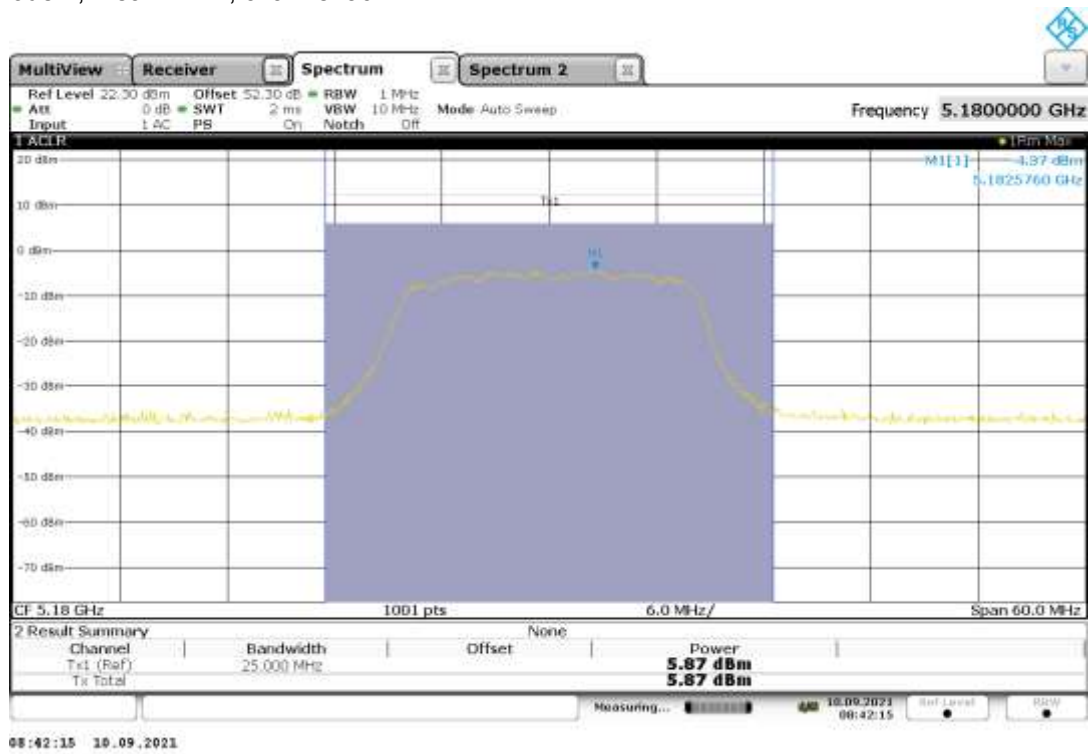 MultiView Receiver Spectrum Spectrum 2
Ref Level 22.30 dBm Offset 52.30 dB RBW 1 MHz
Att 0 dB SWT 2 ms VBW 10 MHz Mode Auto Sweep Frequency 5.1800000 GHz
Input 1 AC PS On Notch Off
1 ACLR 1Rm Max
20 dBm M1[1] -4.37 dBm
5.1825760 GHz
10 dBm Tx1
0 dBm M1
-10 dBm
-20 dBm
-30 dBm
-40 dBm
-50 dBm
-60 dBm
-70 dBm
CF 5.18 GHz 1001 pts 6.0 MHz/ Span 60.0 MHz
2 Result Summary None
Channel Bandwidth Offset Power
Tx1 (Ref) 25.000 MHz 5.87 dBm
Tx Total 5.87 dBm
Measuring... 10.09.2021 Ref Level RBW
08:42:15
08:42:15 10.09.2021